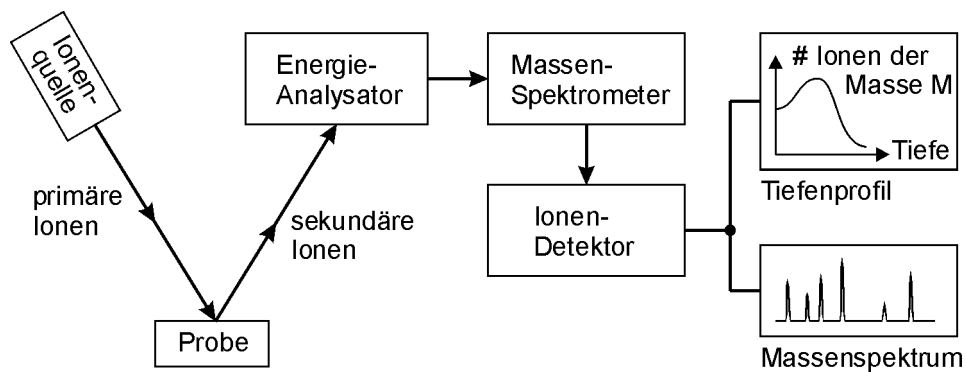 Ionen-
quelle
primäre
Ionen
Probe
sekundäre
Ionen
Energie-
Analysator
Massen-
Spektrometer
Ionen-
Detektor
# Ionen der
Masse M
Tiefe
Tiefenprofil
Massenspektrum